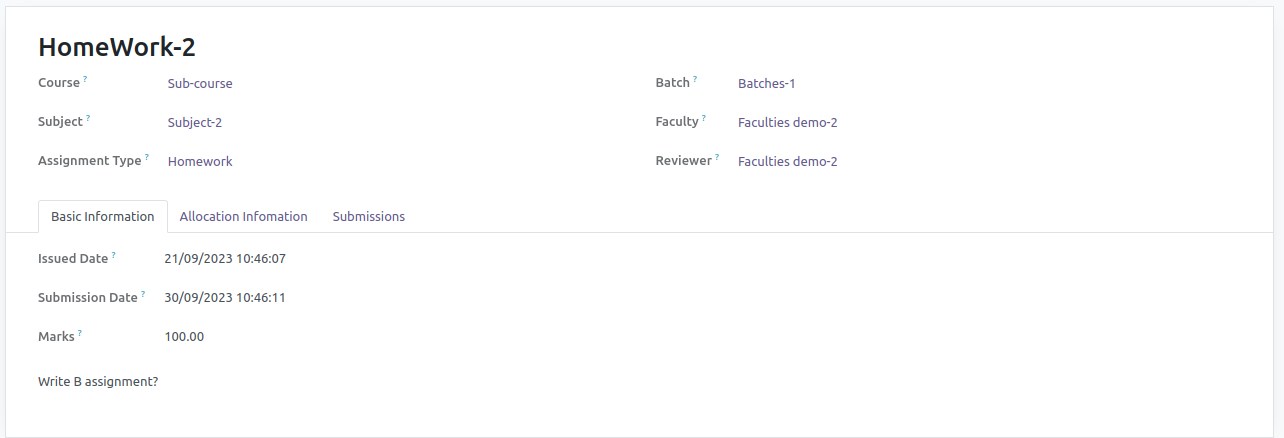 HomeWork-2
Course ? Sub-course Batch ? Batches-1
Subject ? Subject-2 Faculty ? Faculties demo-2
Assignment Type ? Homework Reviewer ? Faculties demo-2
Basic Information Allocation Infomation Submissions
Issued Date ? 21/09/2023 10:46:07
Submission Date ? 30/09/2023 10:46:11
Marks ? 100.00
Write B assignment?